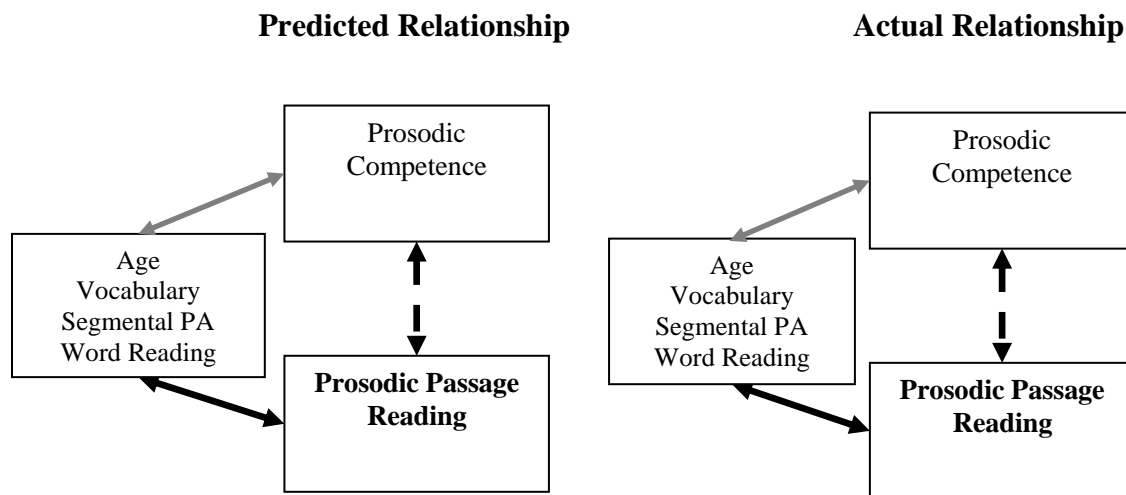 Predicted Relationship
Prosodic
Competence
Age
Vocabulary
Segmental PA
Word Reading
Prosodic Passage
Reading
Actual Relationship
Prosodic
Competence
Age
Vocabulary
Segmental PA
Word Reading
Prosodic Passage
Reading